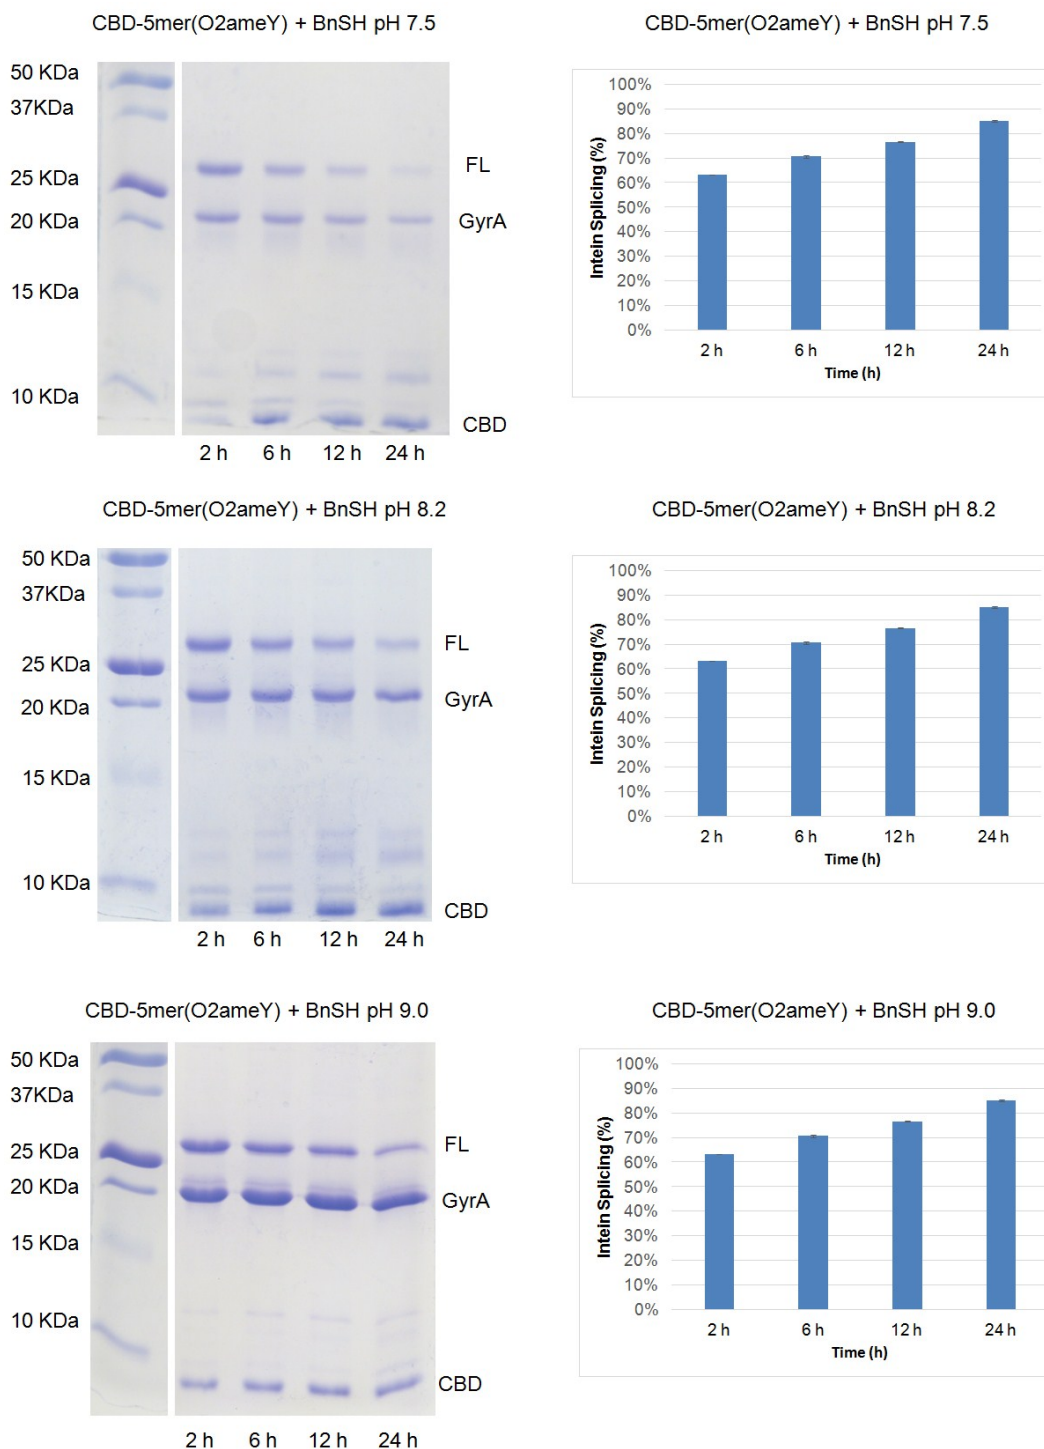 CBD-5mer(O2ameY) + BnSH pH 7.5
50 KDa
37KDa
25 KDa
20 KDa
15 KDa
10 KDa
FL
GyrA
CBD
2 h 6 h 12 h 24 h
CBD-5mer(O2ameY) + BnSH pH 7.5
Intein Splicing (%)
100%
90%
80%
70%
60%
50%
40%
30%
20%
10%
0%
2 h 6 h 12 h 24 h
Time (h)
CBD-5mer(O2ameY) + BnSH pH 8.2
50 KDa
37KDa
25 KDa
20 KDa
15 KDa
10 KDa
FL
GyrA
CBD
2 h 6 h 12 h 24 h
CBD-5mer(O2ameY) + BnSH pH 8.2
Intein Splicing (%)
100%
90%
80%
70%
60%
50%
40%
30%
20%
10%
0%
2 h 6 h 12 h 24 h
Time (h)
CBD-5mer(O2ameY) + BnSH pH 9.0
50 KDa
37KDa
25 KDa
20 KDa
15 KDa
10 KDa
FL
GyrA
CBD
2 h 6 h 12 h 24 h
CBD-5mer(O2ameY) + BnSH pH 9.0
Intein Splicing (%)
100%
90%
80%
70%
60%
50%
40%
30%
20%
10%
0%
2 h 6 h 12 h 24 h
Time (h)